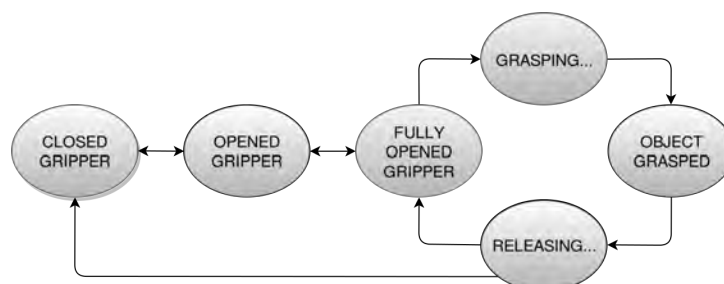 GRASPING...
CLOSED
GRIPPER
OPENED
GRIPPER
FULLY
OPENED
GRIPPER
OBJECT
GRASPED
RELEASING...